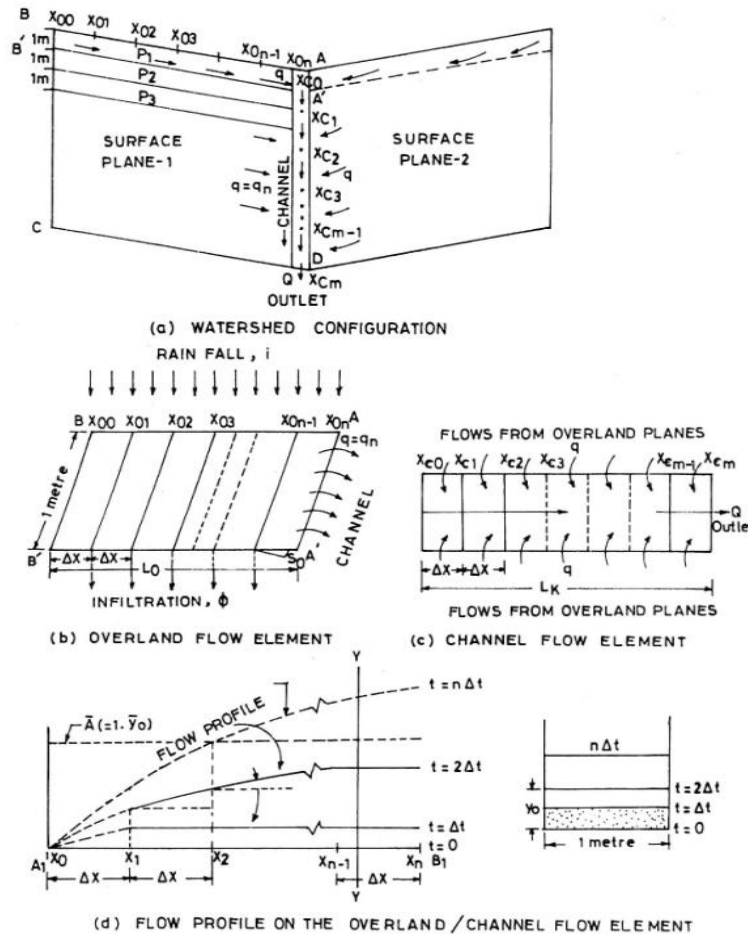 B X00 X01 X02 X03 X0n-1 X0n A
B' 1m P1 q XC0
1m P2 A'
1m P3 XC1
SURFACE PLANE-1
SURFACE PLANE-2
XC2
q = qn CHANNEL q
XC3
XCm-1
C D
Q XCm
OUTLET
(a) WATERSHED CONFIGURATION
RAIN FALL, i
B X00 X01 X02 X03 X0n-1 X0n A
q = qn
1 metre
CHANNEL
B' ΔX ΔX S0 A'
L0
INFILTRATION, ϕ
(b) OVERLAND FLOW ELEMENT
FLOWS FROM OVERLAND PLANES
Xc0 Xc1 Xc2 Xc3 q Xcm-1 Xcm
Q
Outlet
ΔX ΔX q
LK
FLOWS FROM OVERLAND PLANES
(c) CHANNEL FLOW ELEMENT
Y
t = nΔt
Ā(=1.ȳ0)
FLOW PROFILE
t = 2Δt
t = Δt
t = 0
A1 X0 X1 X2 Xn-1 Xn B1
ΔX ΔX ΔX
Y
nΔt
t = 2Δt
Y0 t = Δt
t = 0
1 metre
(d) FLOW PROFILE ON THE OVERLAND / CHANNEL FLOW ELEMENT